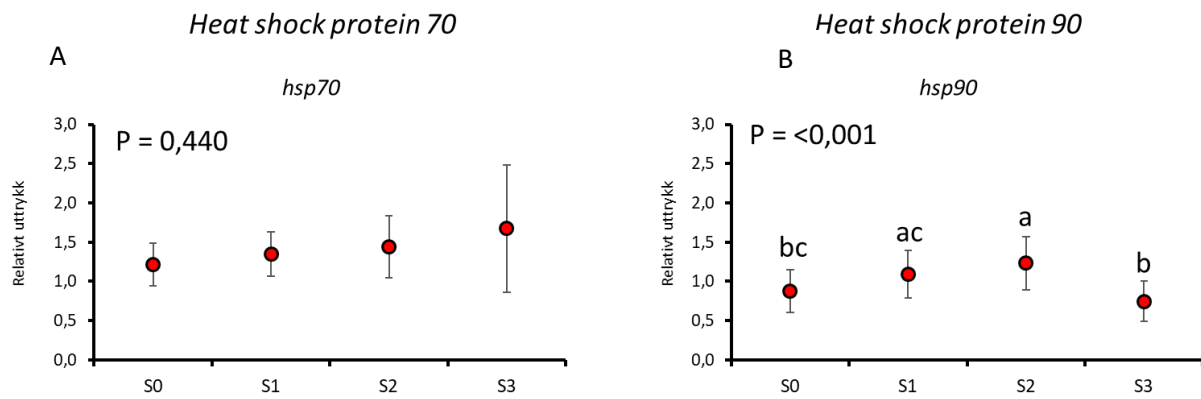 Heat shock protein 70
A
hsp70
P = 0,440
3,0
2,5
2,0
1,5
1,0
0,5
0,0
Relativt uttrykk
S0 S1 S2 S3
Heat shock protein 90
B
hsp90
P = <0,001
3,0
2,5
2,0
1,5
1,0
0,5
0,0
Relativt uttrykk
bc ac a b
S0 S1 S2 S3